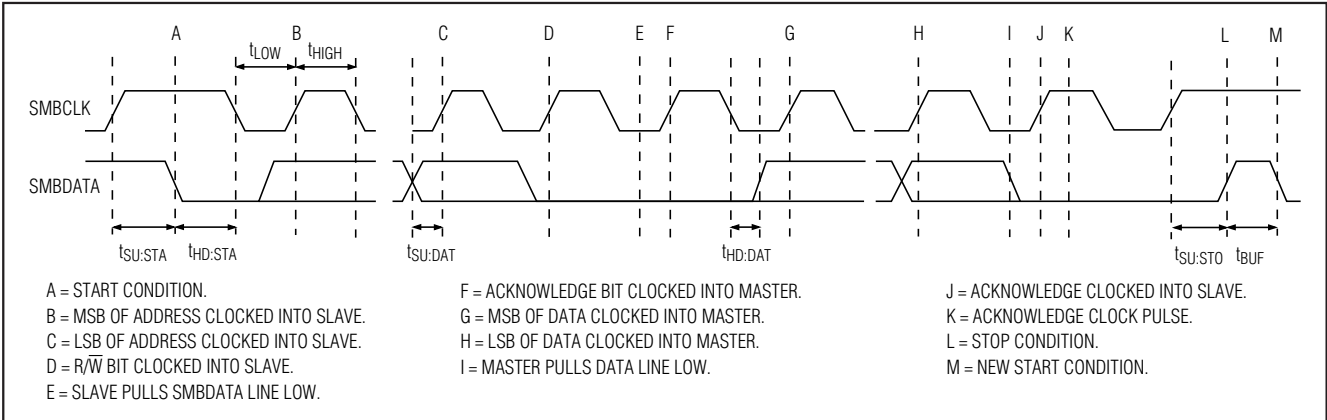 A B C D E F G H I J K L M
tLOW tHIGH
SMBCLK
SMBDATA
tSU:STA tHD:STA tSU:DAT tHD:DAT tSU:STO tBUF
A = START CONDITION.
B = MSB OF ADDRESS CLOCKED INTO SLAVE.
C = LSB OF ADDRESS CLOCKED INTO SLAVE.
D = R/W̅ BIT CLOCKED INTO SLAVE.
E = SLAVE PULLS SMBDATA LINE LOW.
F = ACKNOWLEDGE BIT CLOCKED INTO MASTER.
G = MSB OF DATA CLOCKED INTO MASTER.
H = LSB OF DATA CLOCKED INTO MASTER.
I = MASTER PULLS DATA LINE LOW.
J = ACKNOWLEDGE CLOCKED INTO SLAVE.
K = ACKNOWLEDGE CLOCK PULSE.
L = STOP CONDITION.
M = NEW START CONDITION.